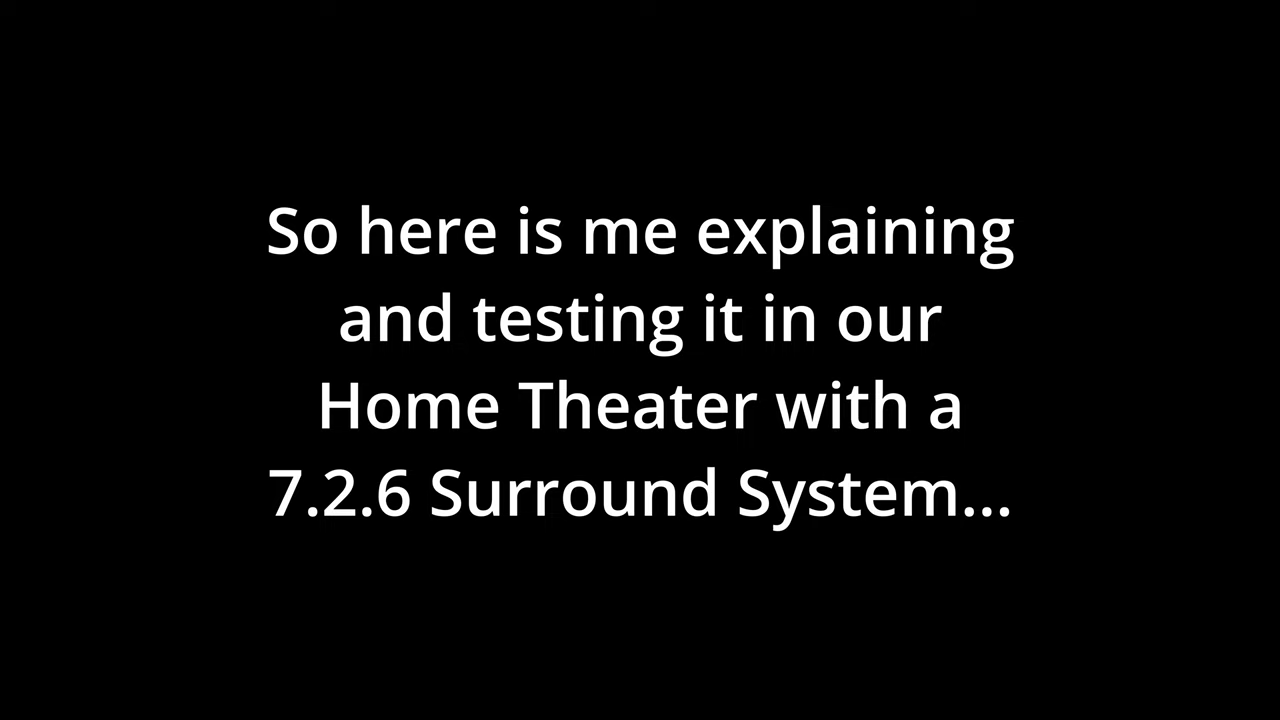 So here is me explaining
and testing it in our
Home Theater with a
7.2.6 Surround System...